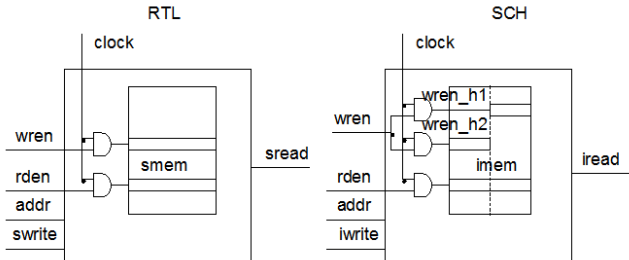 RTL
clock
wren
rden
addr
swrite
smem
sread
SCH
clock
wren_h1
wren
wren_h2
rden
addr
iwrite
imem
iread